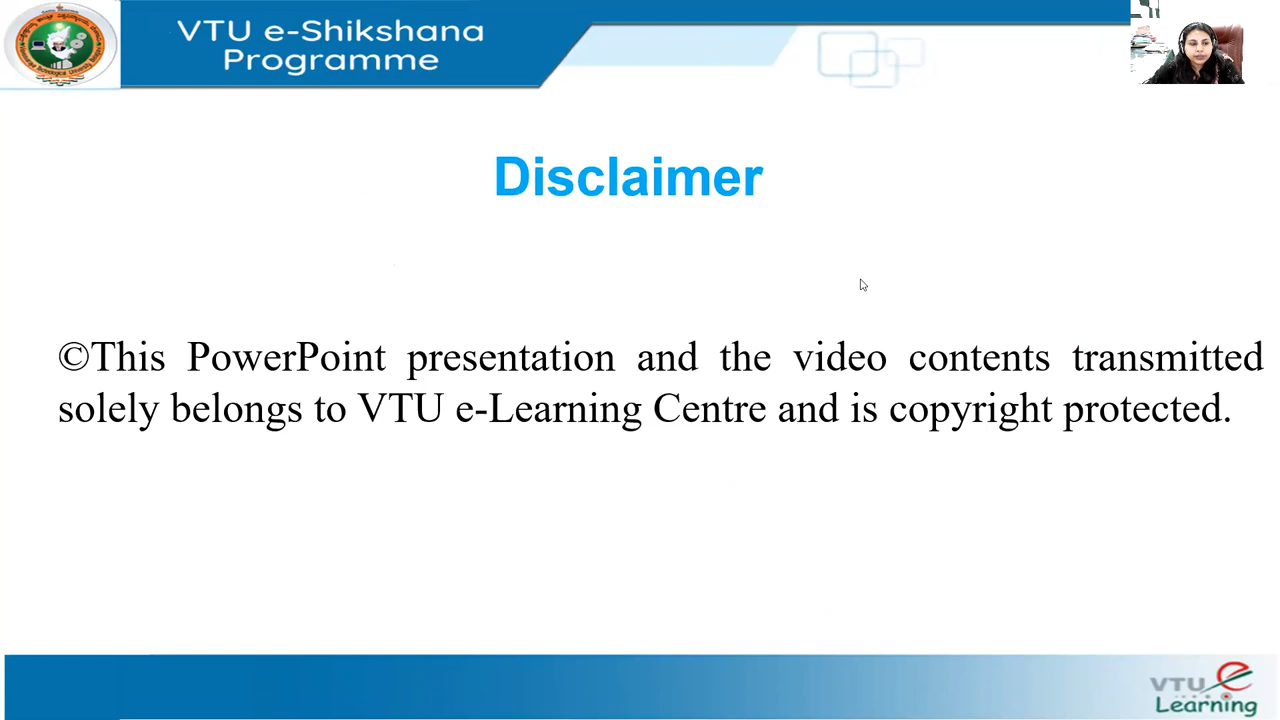 VTU e-Shikshana
Programme
Disclaimer
©This PowerPoint presentation and the video contents transmitted
solely belongs to VTU e-Learning Centre and is copyright protected.
VTU e
Learning